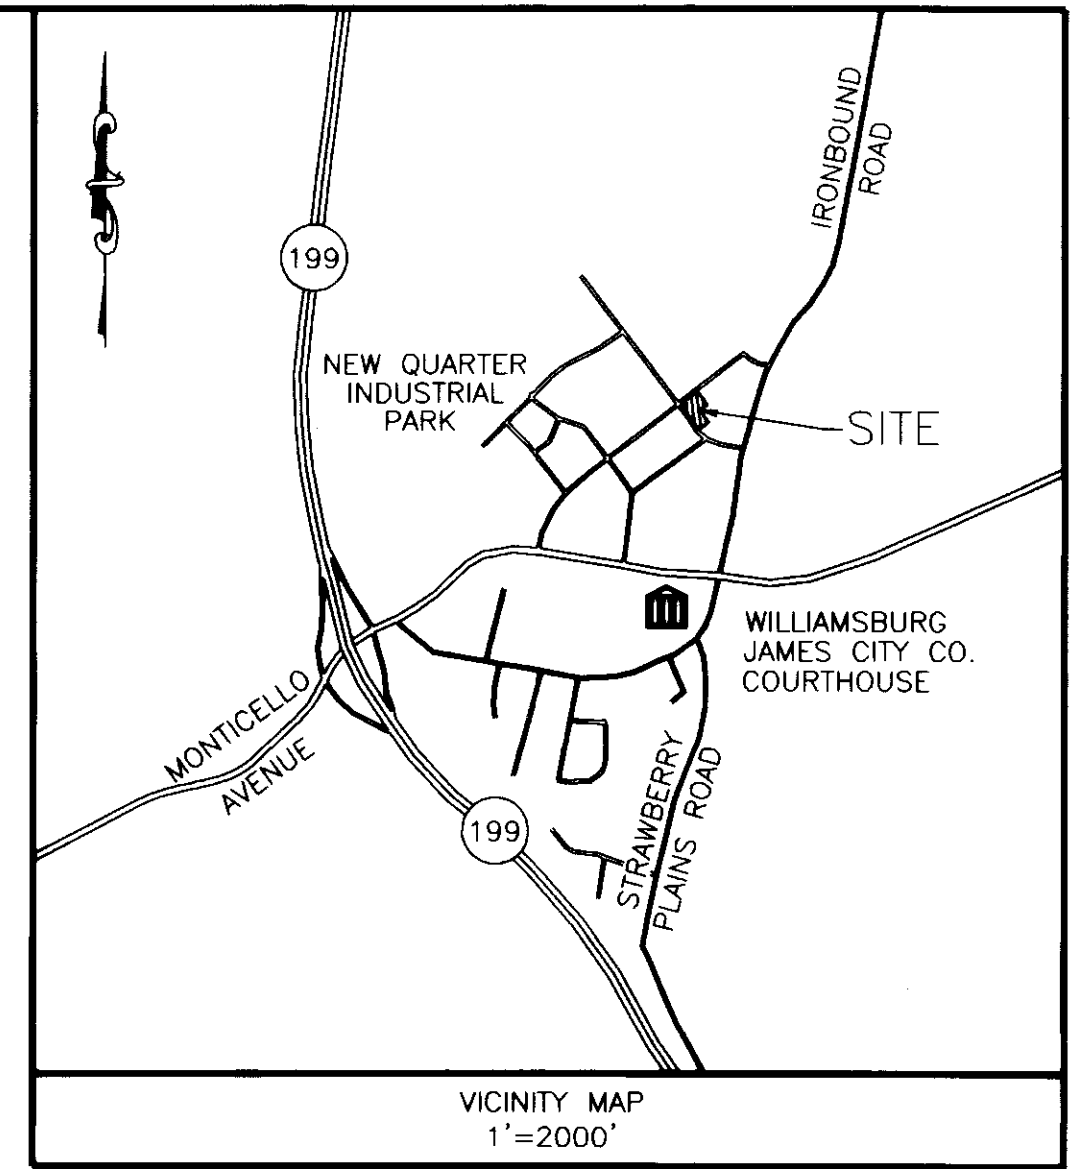 IRONBOUND
ROAD
199
NEW QUARTER
INDUSTRIAL
PARK
SITE
WILLIAMSBURG
JAMES CITY CO.
COURTHOUSE
MONTICELLO
AVENUE
STRAWBERRY
PLAINS ROAD
199
VICINITY MAP
1'=2000'